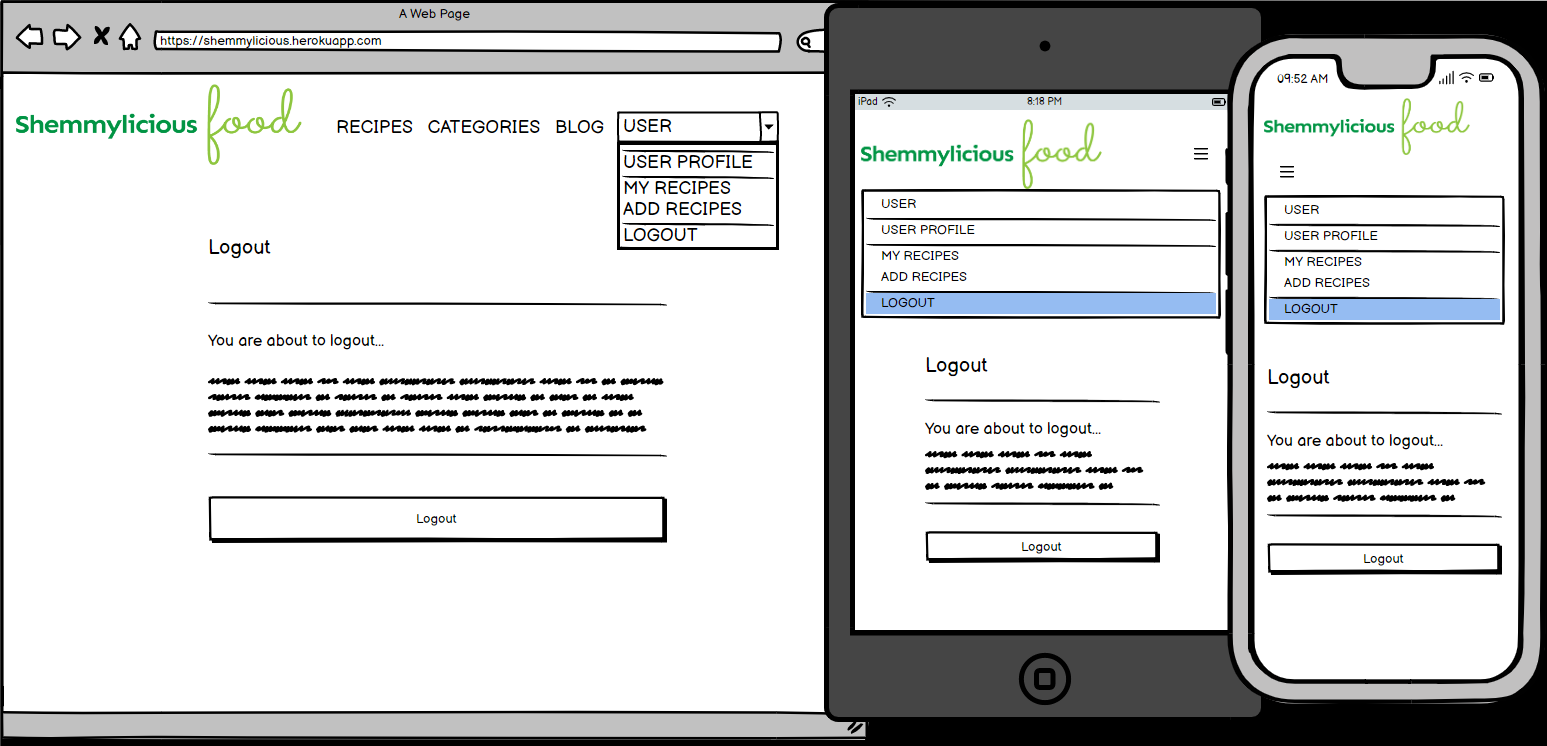 A Web Page
https://shemmylicious.herokuapp.com
Shemmylicious food
RECIPES CATEGORIES BLOG USER
USER PROFILE
MY RECIPES
ADD RECIPES
LOGOUT
Logout
You are about to logout...
Logout
iPad 8:18 PM
Shemmylicious food
USER
USER PROFILE
MY RECIPES
ADD RECIPES
LOGOUT
Logout
You are about to logout...
Logout
09:52 AM
Shemmylicious food
USER
USER PROFILE
MY RECIPES
ADD RECIPES
LOGOUT
Logout
You are about to logout...
Logout